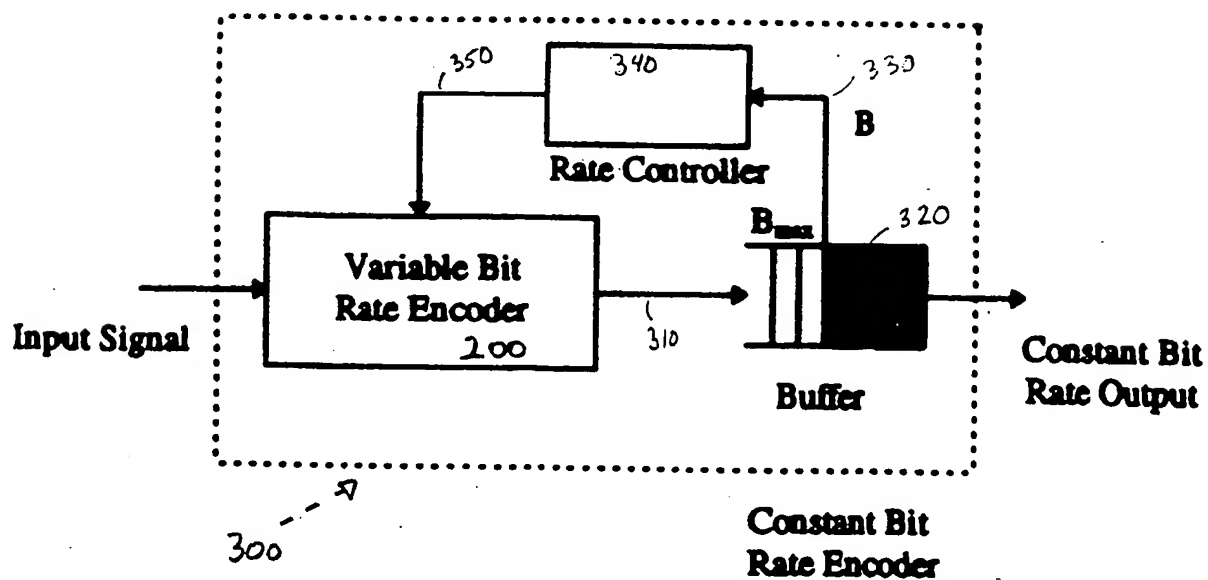 350
340
330
B
Rate Controller
B max
320
Variable Bit
Rate Encoder
200
Input Signal
310
Buffer
Constant Bit
Rate Output
300
Constant Bit
Rate Encoder